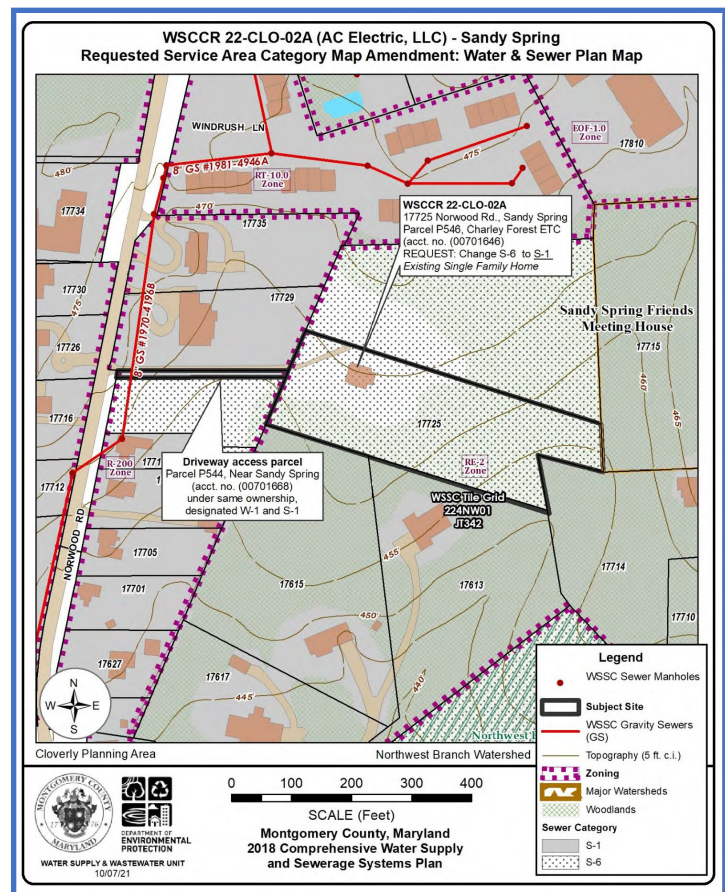 WSCCR 22-CLO-02A (AC Electric, LLC) - Sandy Spring
Requested Service Area Category Map Amendment: Water & Sewer Plan Map
WINDRUSH LN
EOF-1.0
Zone
17810
480'
475'
8" GS #1981-4946A
RT-10.0
Zone
17734
470'
17735
WSCCR 22-CLO-02A
17725 Norwood Rd., Sandy Spring
Parcel P546, Charley Forest ETC
(acct. no. (00701646)
REQUEST: Change S-6 to S-1
Existing Single Family Home
17815
17730
475'
17729
8" GS #1970-4196B
Sandy Spring Friends
Meeting House
17715
17726
460'
465'
17716
17725
R-200
Zone
Driveway access parcel
Parcel P544, Near Sandy Spring
(acct. no. (00701668)
under same ownership,
designated W-1 and S-1
RE-2
Zone
17712
WSSC Tile Grid
224NW01
JT342
NORWOOD RD
17705
455'
17714
17701
17615
17613
450'
17710
17627
17617
445'
440'
N
W
E
S
Northwest
Cloverly Planning Area
Northwest Branch Watershed
Legend
WSSC Sewer Manholes
Subject Site
WSSC Gravity Sewers
(GS)
Topography (5 ft. c.i.)
Zoning
Major Watersheds
Woodlands
Sewer Category
S-1
S-6
MONTGOMERY COUNTY
17 76
MARYLAND
DEPARTMENT OF
ENVIRONMENTAL
PROTECTION
WATER SUPPLY & WASTEWATER UNIT
10/07/21
0 100 200 300 400
SCALE (Feet)
Montgomery County, Maryland
2018 Comprehensive Water Supply
and Sewerage Systems Plan